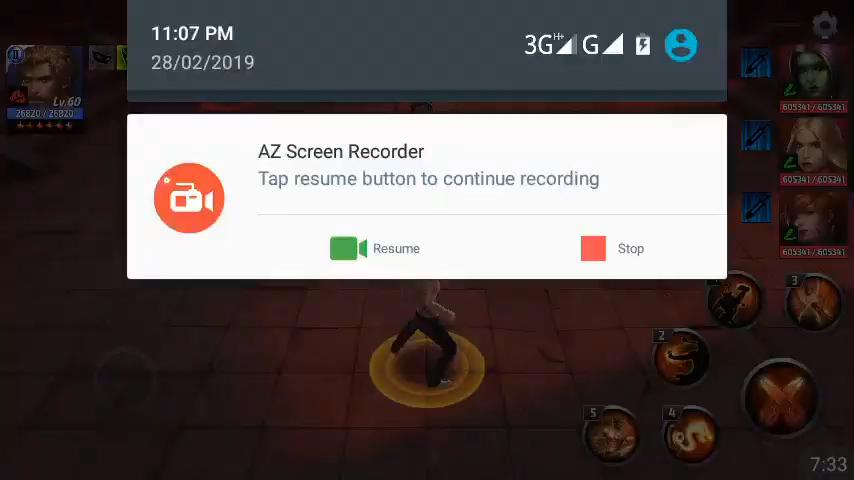 11:07 PM
3G H+ G
28/02/2019
AZ Screen Recorder
Tap resume button to continue recording
Resume
Stop
Lv.60
26820 / 26820
605341/605341
605341/605341
605341/605341
3
2
5
4
7:33